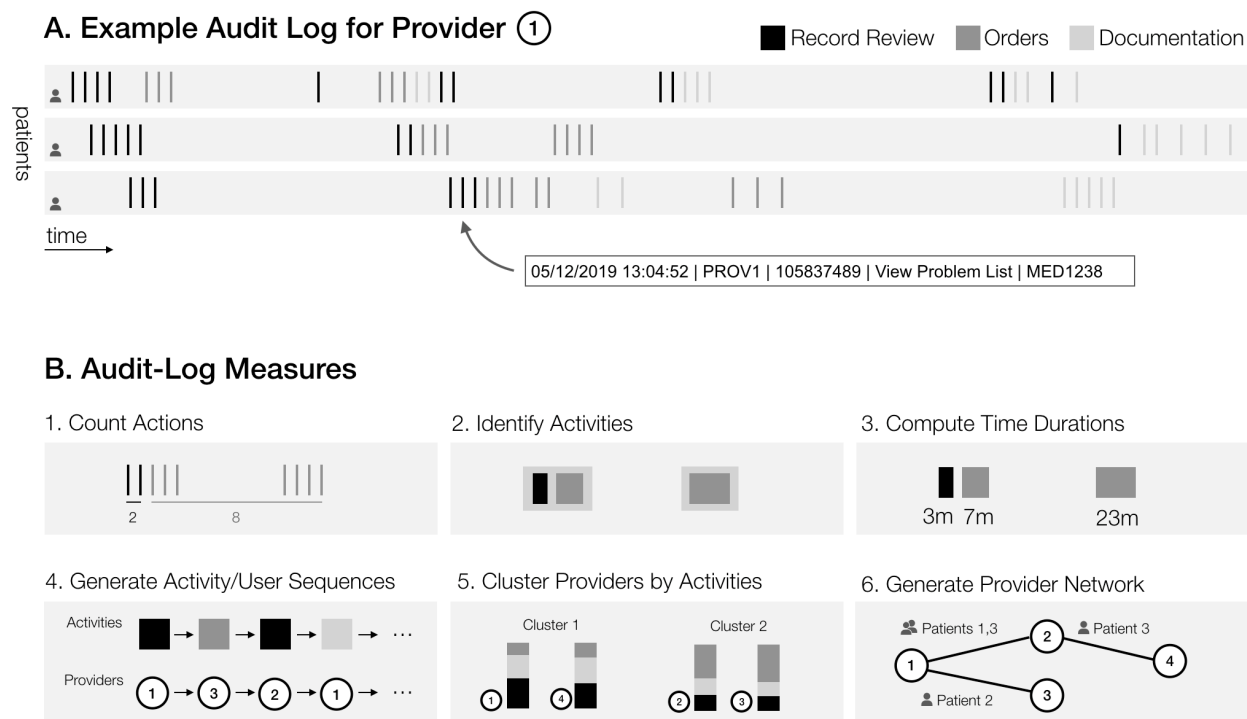 A. Example Audit Log for Provider 1
Record Review Orders Documentation
patients
time
05/12/2019 13:04:52 | PROV1 | 105837489 | View Problem List | MED1238
B. Audit-Log Measures
1. Count Actions
2 8
2. Identify Activities
3. Compute Time Durations
3m 7m 23m
4. Generate Activity/User Sequences
Activities ...
Providers 1 3 2 1 ...
5. Cluster Providers by Activities
Cluster 1 Cluster 2
1 4 2 3
6. Generate Provider Network
Patients 1,3 2 Patient 3
1 4
Patient 2 3